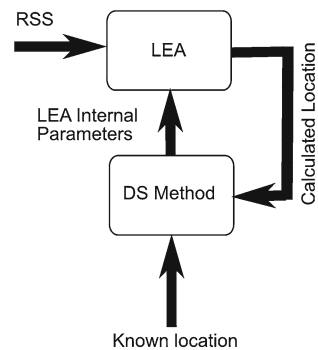 RSS
LEA
LEA Internal
Parameters
Calculated Location
DS Method
Known location